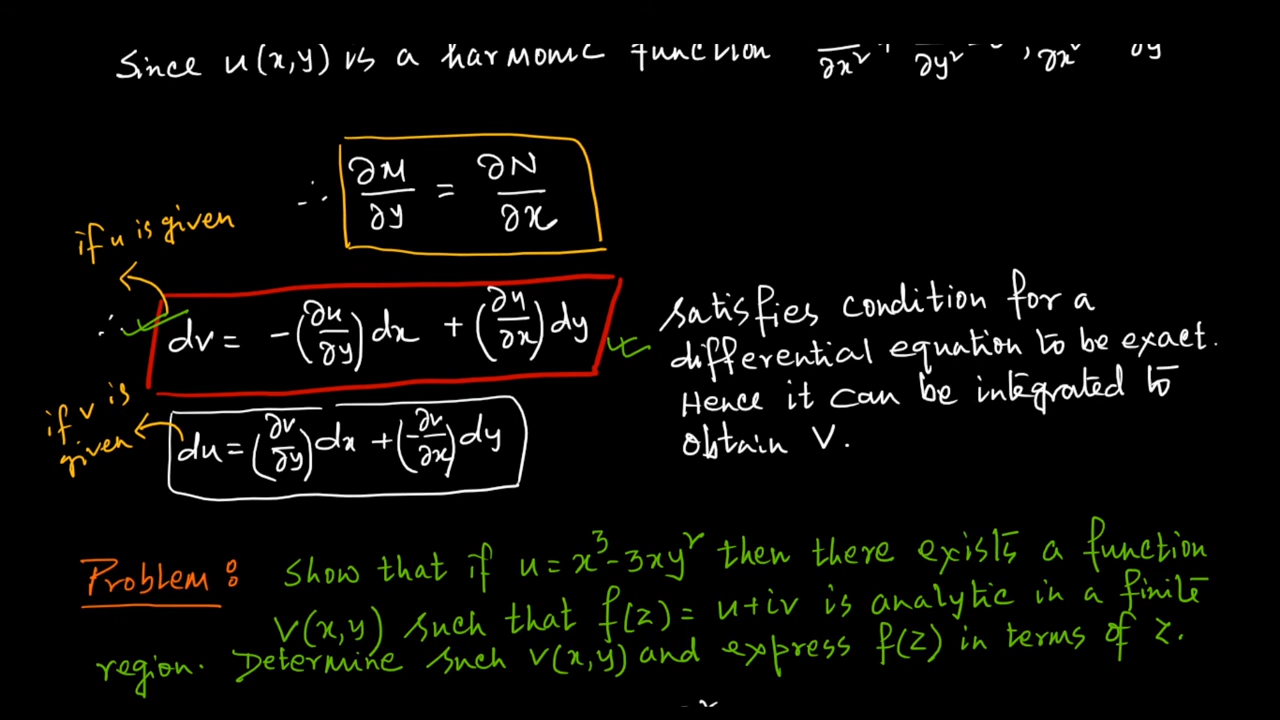 Since u(x,y) is a harmonic function
∴ ∂M/∂y = ∂N/∂x
if u is given
∴ dv = -(∂u/∂y)dx + (∂u/∂x)dy
satisfies condition for a
differential equation to be exact.
Hence it can be integrated to
obtain V.
if v is
given
du = (∂v/∂y)dx + (-∂v/∂x)dy
Problem: Show that if u = x³ - 3xy² then there exists a function
v(x,y) such that f(z) = u+iv is analytic in a finite
region. Determine such v(x,y) and express f(z) in terms of z.